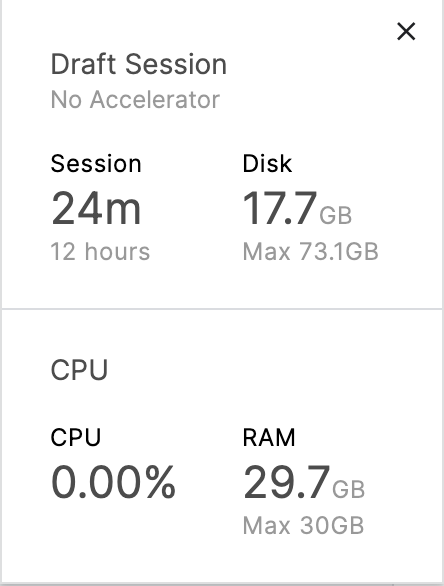 Draft Session
No Accelerator
Session Disk
24m 17.7GB
12 hours Max 73.1GB
CPU
CPU RAM
0.00% 29.7GB
Max 30GB